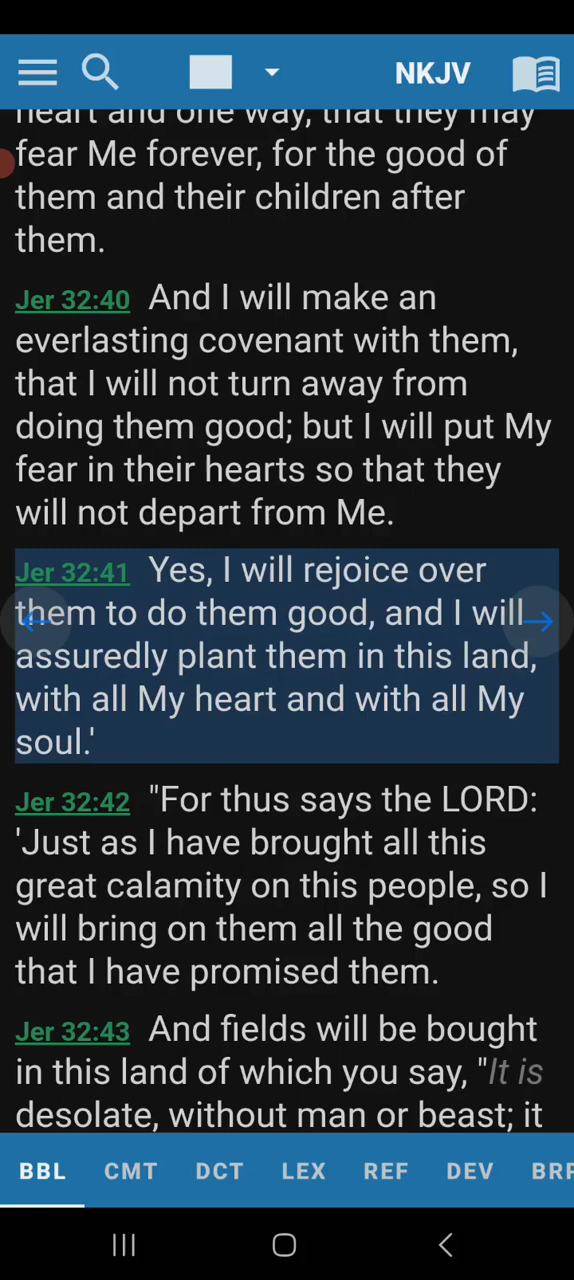 NKJV
heart and one way, that they may
fear Me forever, for the good of
them and their children after
them.
Jer 32:40 And I will make an
everlasting covenant with them,
that I will not turn away from
doing them good; but I will put My
fear in their hearts so that they
will not depart from Me.
Jer 32:41 Yes, I will rejoice over
them to do them good, and I will
assuredly plant them in this land,
with all My heart and with all My
soul.'
Jer 32:42 "For thus says the LORD:
'Just as I have brought all this
great calamity on this people, so I
will bring on them all the good
that I have promised them.
Jer 32:43 And fields will be bought
in this land of which you say, "It is
desolate, without man or beast; it
BBL CMT DCT LEX REF DEV BRP